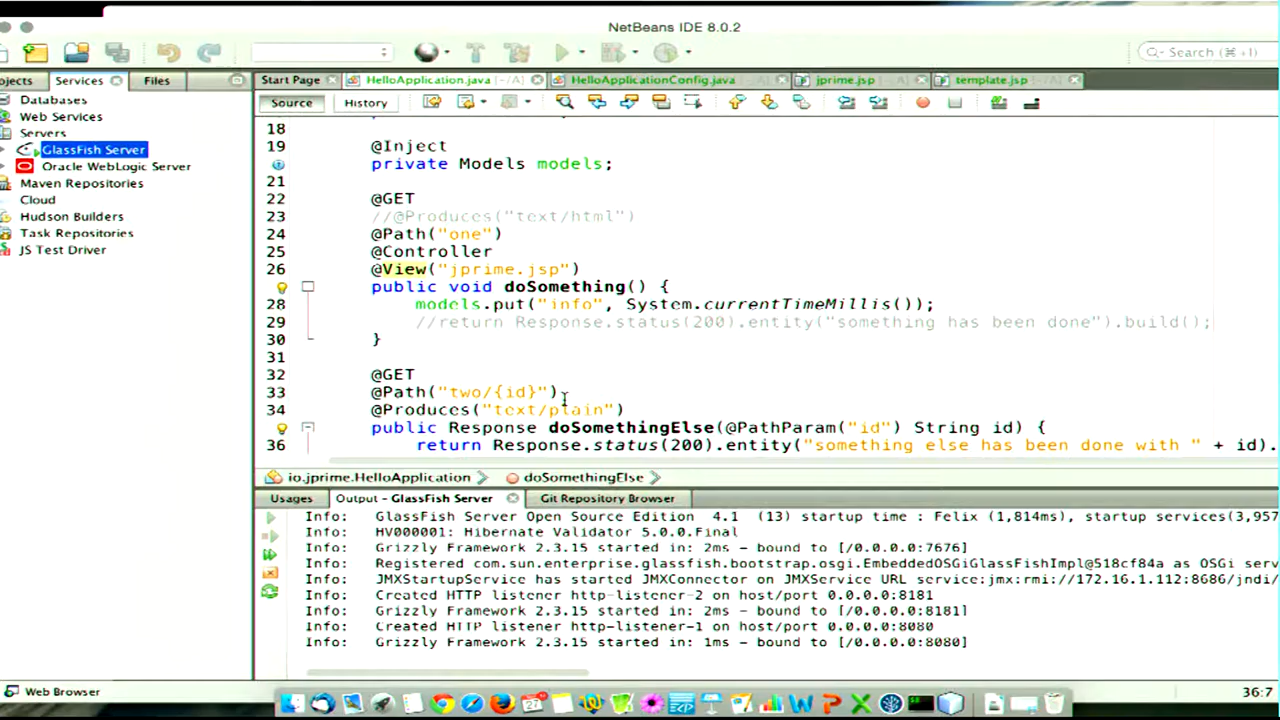 NetBeans IDE 8.0.2
Search (⌘+I)
ojects Services Files
Start Page HelloApplication.java [~/A] HelloApplicationConfig.java jprime.jsp [~/A] template.jsp [~/A]
Source History
Databases
Web Services
Servers
GlassFish Server
Oracle WebLogic Server
Maven Repositories
Cloud
Hudson Builders
Task Repositories
JS Test Driver
18
19 @Inject
private Models models;
21
22 @GET
23 //@Produces("text/html")
24 @Path("one")
25 @Controller
26 @View("jprime.jsp")
public void doSomething() {
28 models.put("info", System.currentTimeMillis());
29 //return Response.status(200).entity("something has been done").build();
30 }
31
32 @GET
33 @Path("two/{id}")
34 @Produces("text/plain")
public Response doSomethingElse(@PathParam("id") String id) {
36 return Response.status(200).entity("something else has been done with " + id).
io.jprime.HelloApplication doSomethingElse
Usages Output - GlassFish Server Git Repository Browser
Info: GlassFish Server Open Source Edition 4.1 (13) startup time : Felix (1,814ms), startup services(3,957
Info: HV000001: Hibernate Validator 5.0.0.Final
Info: Grizzly Framework 2.3.15 started in: 2ms - bound to [/0.0.0.0:7676]
Info: Registered com.sun.enterprise.glassfish.bootstrap.osgi.EmbeddedOSGiGlassFishImpl@518cf84a as OSGi serv
Info: JMXStartupService has started JMXConnector on JMXService URL service:jmx:rmi://172.16.1.112:8686/jndi/
Info: Created HTTP listener http-listener-2 on host/port 0.0.0.0:8181
Info: Grizzly Framework 2.3.15 started in: 2ms - bound to [/0.0.0.0:8181]
Info: Created HTTP listener http-listener-1 on host/port 0.0.0.0:8080
Info: Grizzly Framework 2.3.15 started in: 1ms - bound to [/0.0.0.0:8080]
Web Browser
36:7